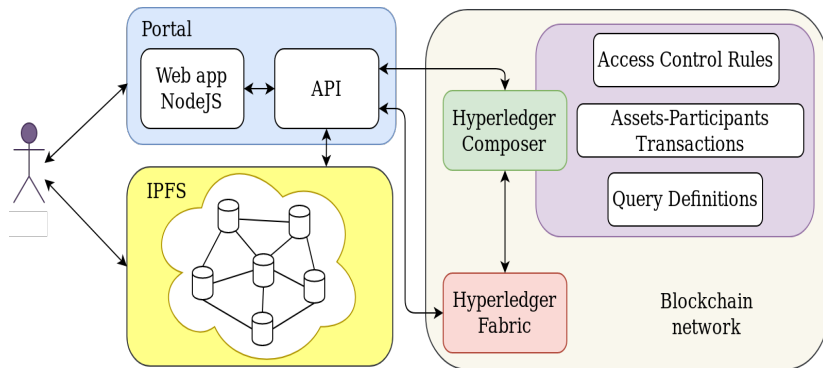 Portal
Web app
NodeJS
API
IPFS
Hyperledger
Composer
Access Control Rules
Assets-Participants
Transactions
Query Definitions
Hyperledger
Fabric
Blockchain
network